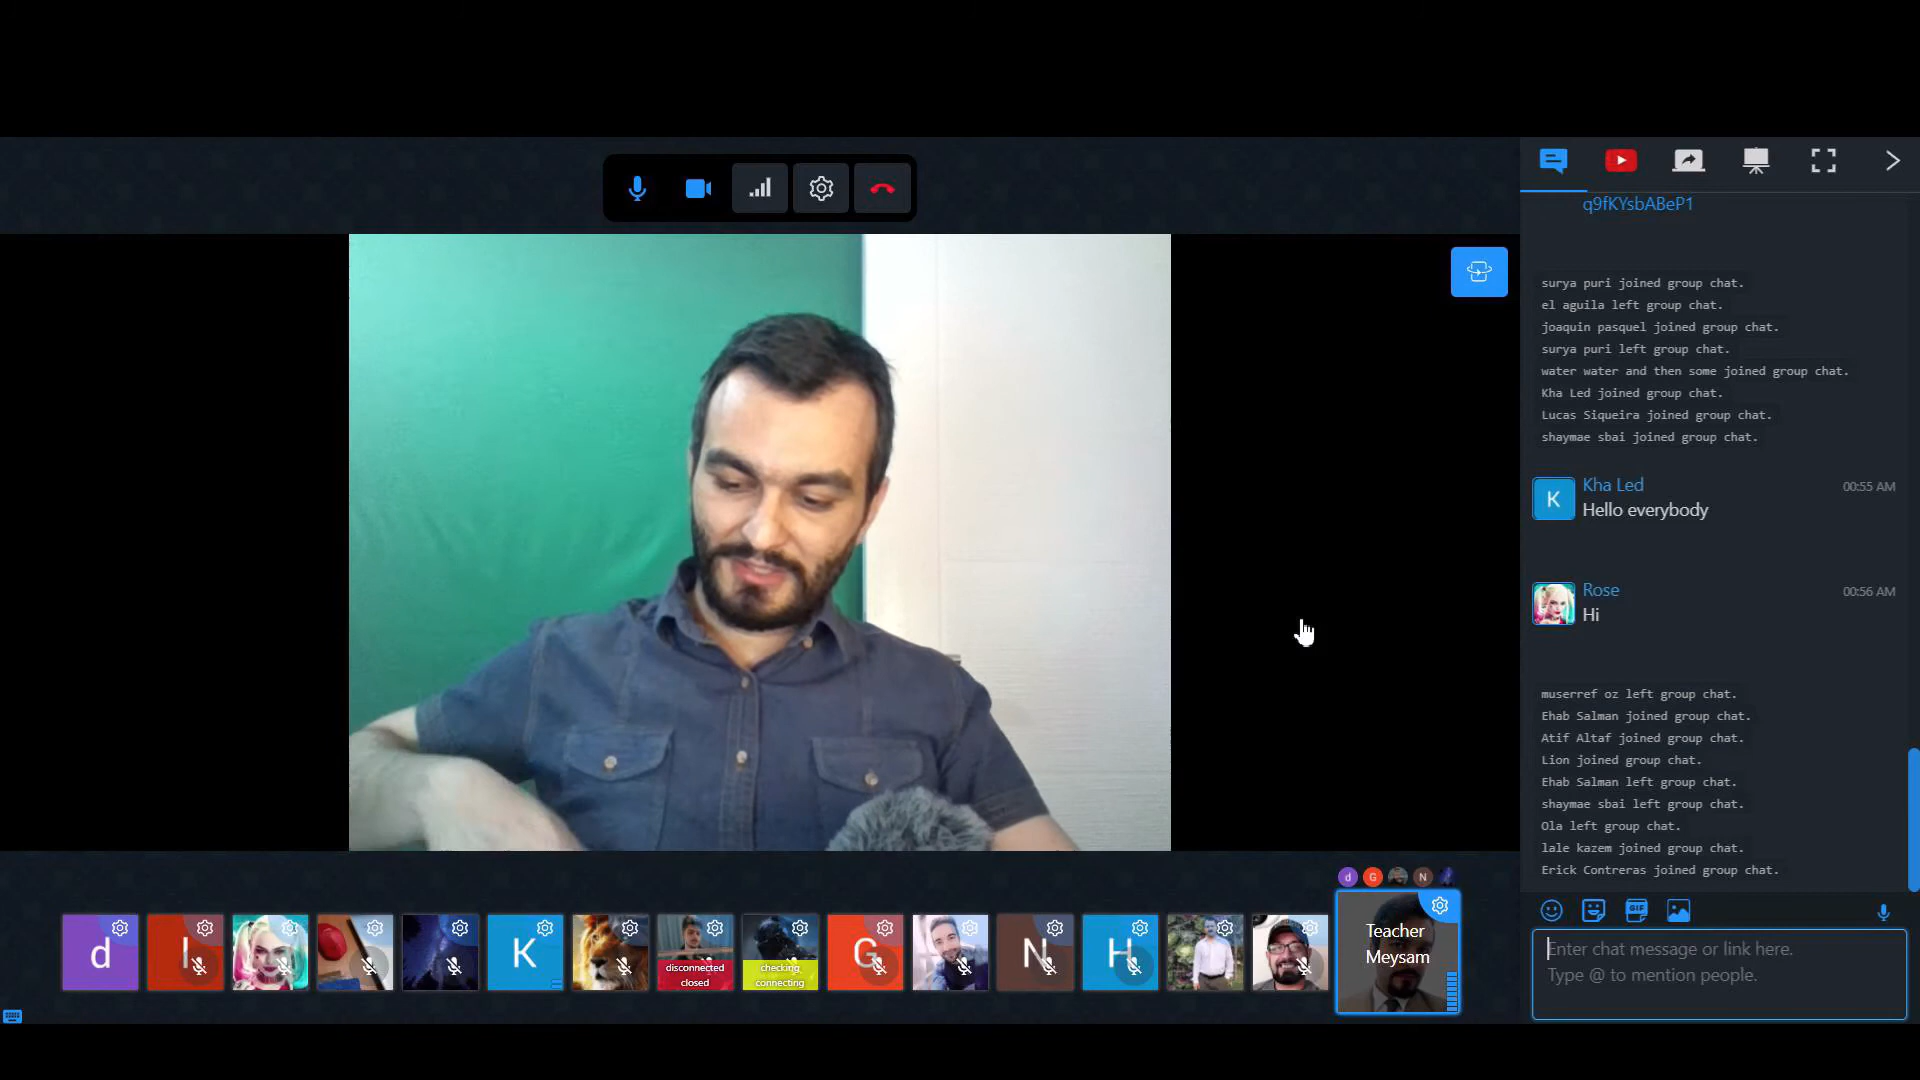 q9fKYsbABeP1
surya puri joined group chat.
el aguila left group chat.
joaquin pasquel joined group chat.
surya puri left group chat.
water water and then some joined group chat.
Kha Led joined group chat.
Lucas Siqueira joined group chat.
shaymae sbai joined group chat.
K
Kha Led
00:55 AM
Hello everybody
Rose
00:56 AM
Hi
muserref oz left group chat.
Ehab Salman joined group chat.
Atif Altaf joined group chat.
Lion joined group chat.
Ehab Salman left group chat.
shaymae sbai left group chat.
Ola left group chat.
lale kazem joined group chat.
Erick Contreras joined group chat.
GIF
Enter chat message or link here.
Type @ to mention people.
d G N
d
I
K
disconnected
closed
checking
connecting
G
N
H
Teacher
Meysam